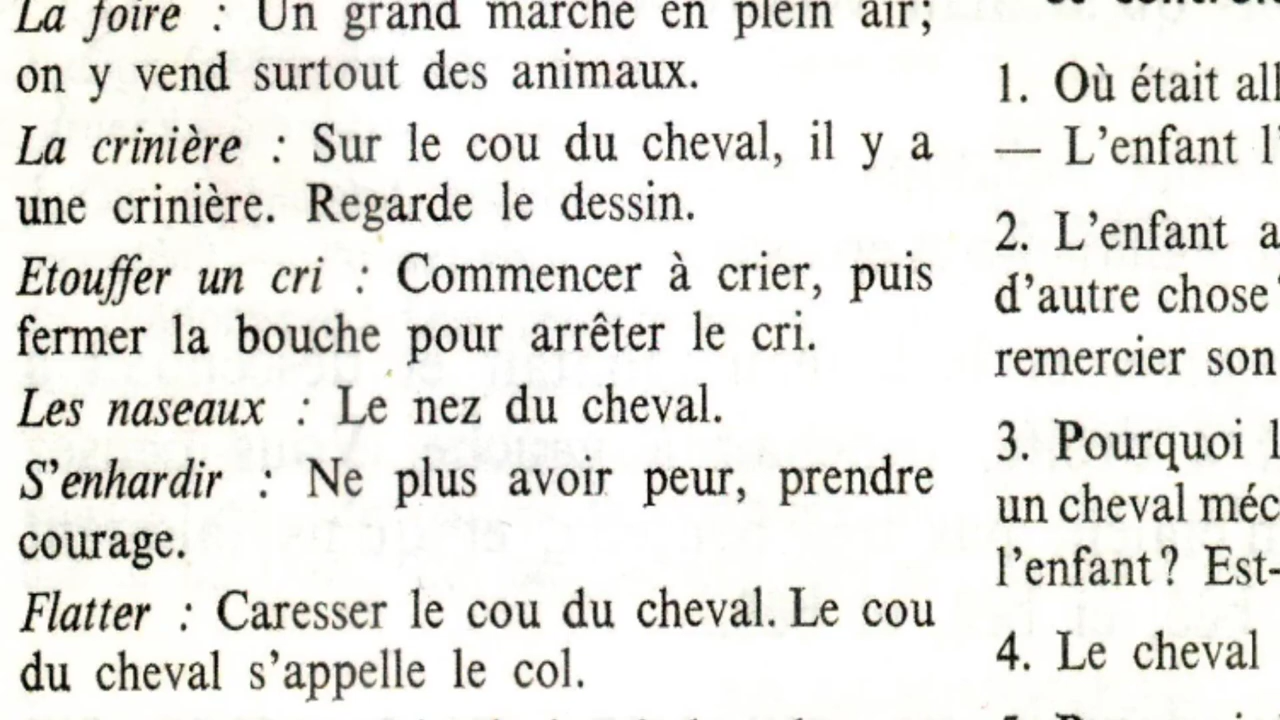 La foire : Un grand marché en plein air;
on y vend surtout des animaux.
La crinière : Sur le cou du cheval, il y a
une crinière. Regarde le dessin.
Etouffer un cri : Commencer à crier, puis
fermer la bouche pour arrêter le cri.
Les naseaux : Le nez du cheval.
S'enhardir : Ne plus avoir peur, prendre
courage.
Flatter : Caresser le cou du cheval. Le cou
du cheval s'appelle le col.
1. Où était all
— L'enfant l'
2. L'enfant a
d'autre chose
remercier son
3. Pourquoi l
un cheval méc
l'enfant? Est-
4. Le cheval